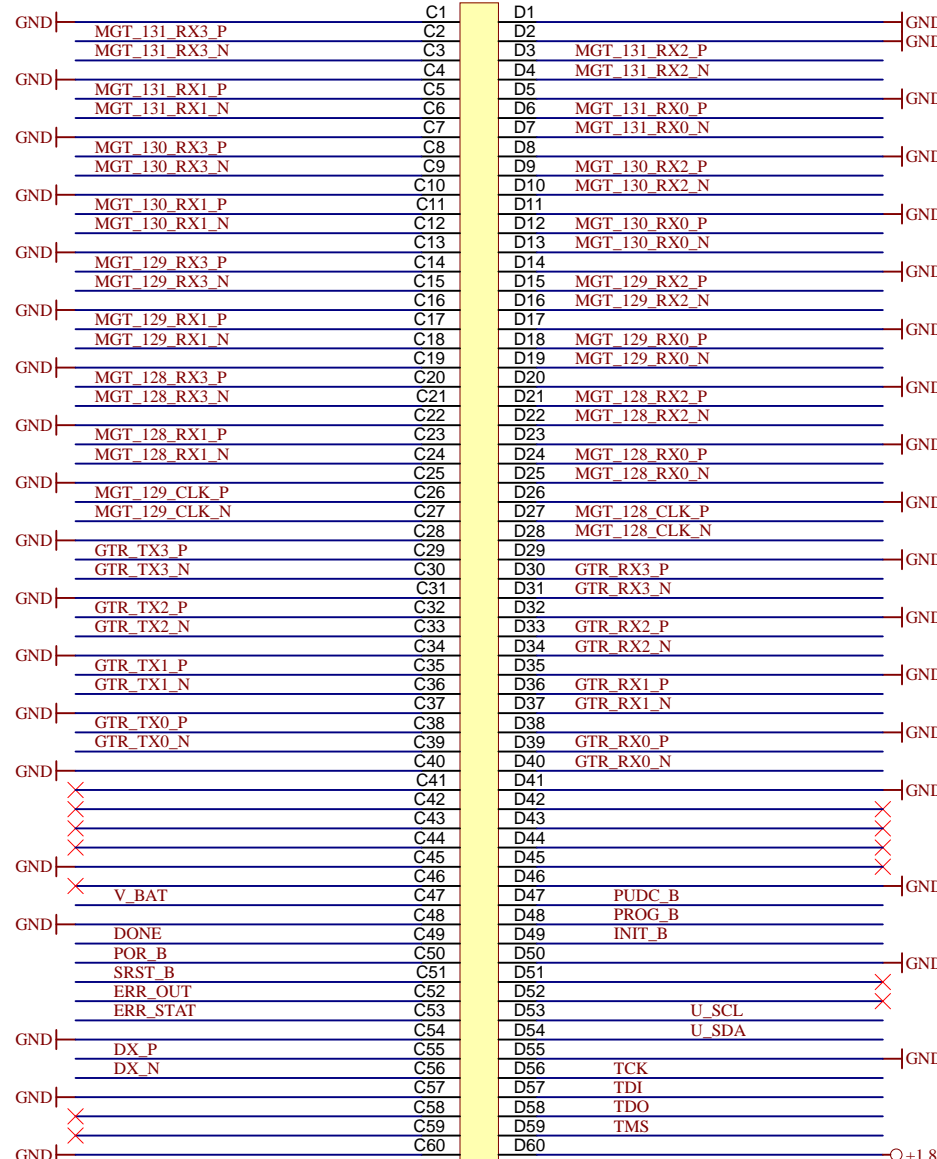 GND C1 D1 GND
MGT_131_RX3_P C2 D2 GND
MGT_131_RX3_N C3 D3 MGT_131_RX2_P
GND C4 D4 MGT_131_RX2_N
MGT_131_RX1_P C5 D5 GND
MGT_131_RX1_N C6 D6 MGT_131_RX0_P
GND C7 D7 MGT_131_RX0_N
MGT_130_RX3_P C8 D8 GND
MGT_130_RX3_N C9 D9 MGT_130_RX2_P
GND C10 D10 MGT_130_RX2_N
MGT_130_RX1_P C11 D11 GND
MGT_130_RX1_N C12 D12 MGT_130_RX0_P
GND C13 D13 MGT_130_RX0_N
MGT_129_RX3_P C14 D14 GND
MGT_129_RX3_N C15 D15 MGT_129_RX2_P
GND C16 D16 MGT_129_RX2_N
MGT_129_RX1_P C17 D17 GND
MGT_129_RX1_N C18 D18 MGT_129_RX0_P
GND C19 D19 MGT_129_RX0_N
MGT_128_RX3_P C20 D20 GND
MGT_128_RX3_N C21 D21 MGT_128_RX2_P
GND C22 D22 MGT_128_RX2_N
MGT_128_RX1_P C23 D23 GND
MGT_128_RX1_N C24 D24 MGT_128_RX0_P
GND C25 D25 MGT_128_RX0_N
MGT_129_CLK_P C26 D26 GND
MGT_129_CLK_N C27 D27 MGT_128_CLK_P
GND C28 D28 MGT_128_CLK_N
GTR_TX3_P C29 D29 GND
GTR_TX3_N C30 D30 GTR_RX3_P
GND C31 D31 GTR_RX3_N
GTR_TX2_P C32 D32 GND
GTR_TX2_N C33 D33 GTR_RX2_P
GND C34 D34 GTR_RX2_N
GTR_TX1_P C35 D35 GND
GTR_TX1_N C36 D36 GTR_RX1_P
GND C37 D37 GTR_RX1_N
GTR_TX0_P C38 D38 GND
GTR_TX0_N C39 D39 GTR_RX0_P
GND C40 D40 GTR_RX0_N
C41 D41 GND
C42 D42
C43 D43
C44 D44
GND C45 D45
C46 D46 GND
V_BAT C47 D47 PUDC_B
GND C48 D48 PROG_B
DONE C49 D49 INIT_B
POR_B C50 D50 GND
SRST_B C51 D51
ERR_OUT C52 D52
ERR_STAT C53 D53 U_SCL
GND C54 D54 U_SDA
DX_P C55 D55 GND
DX_N C56 D56 TCK
GND C57 D57 TDI
C58 D58 TDO
C59 D59 TMS
GND C60 D60 +1.8